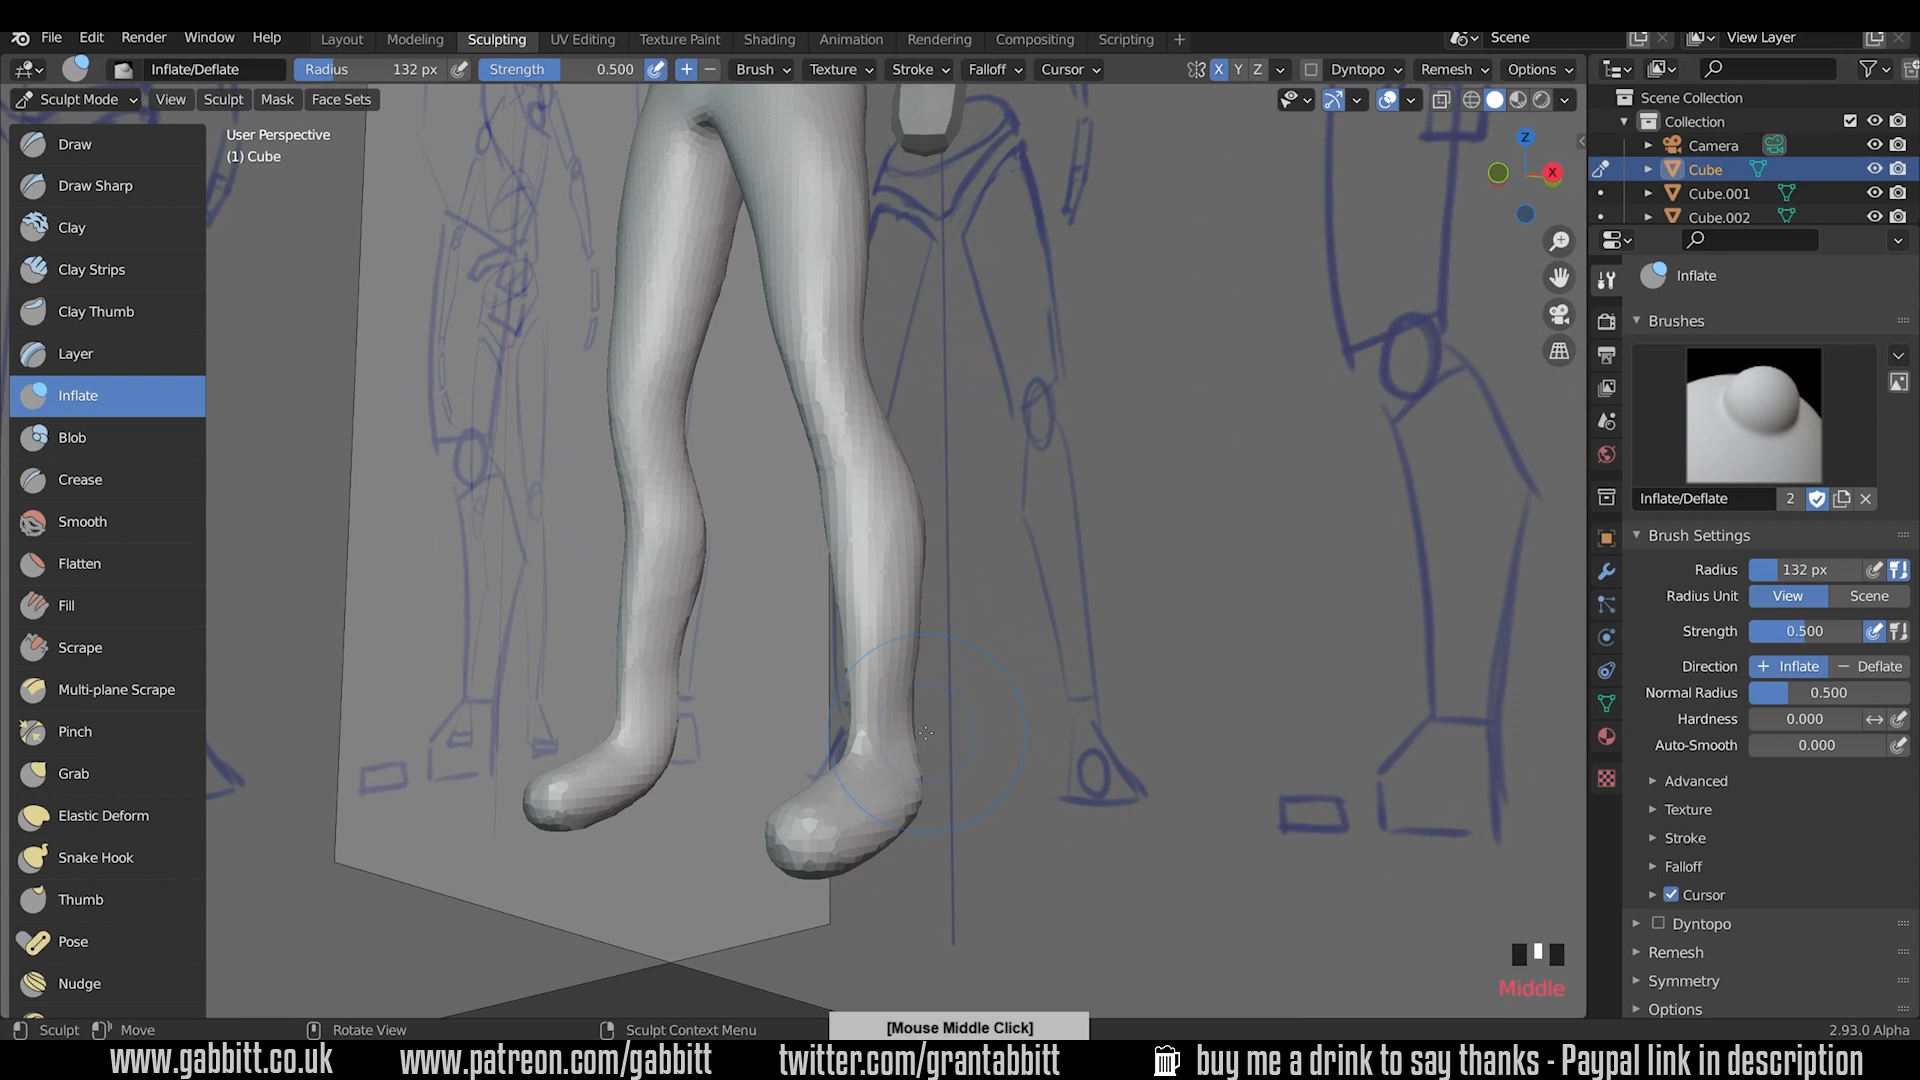 File Edit Render Window Help
Layout Modeling Sculpting UV Editing Texture Paint Shading Animation Rendering Compositing Scripting +
Scene
View Layer
Inflate/Deflate Radius 132 px Strength 0.500 + − Brush Texture Stroke Falloff Cursor X Y Z Dyntopo Remesh Options
Sculpt Mode View Sculpt Mask Face Sets
User Perspective
(1) Cube
Draw
Draw Sharp
Clay
Clay Strips
Clay Thumb
Layer
Inflate
Blob
Crease
Smooth
Flatten
Fill
Scrape
Multi-plane Scrape
Pinch
Grab
Elastic Deform
Snake Hook
Thumb
Pose
Nudge
Z
X
Scene Collection
Collection
Camera
Cube
Cube.001
Cube.002
Inflate
Brushes
Inflate/Deflate 2
Brush Settings
Radius 132 px
Radius Unit View Scene
Strength 0.500
Direction + Inflate − Deflate
Normal Radius 0.500
Hardness 0.000
Auto-Smooth 0.000
Advanced
Texture
Stroke
Falloff
Cursor
Dyntopo
Remesh
Symmetry
Options
Middle
Sculpt Move Rotate View Sculpt Context Menu [Mouse Middle Click] 2.93.0 Alpha
www.gabbitt.co.uk www.patreon.com/gabbitt twitter.com/grantabbitt buy me a drink to say thanks - Paypal link in description